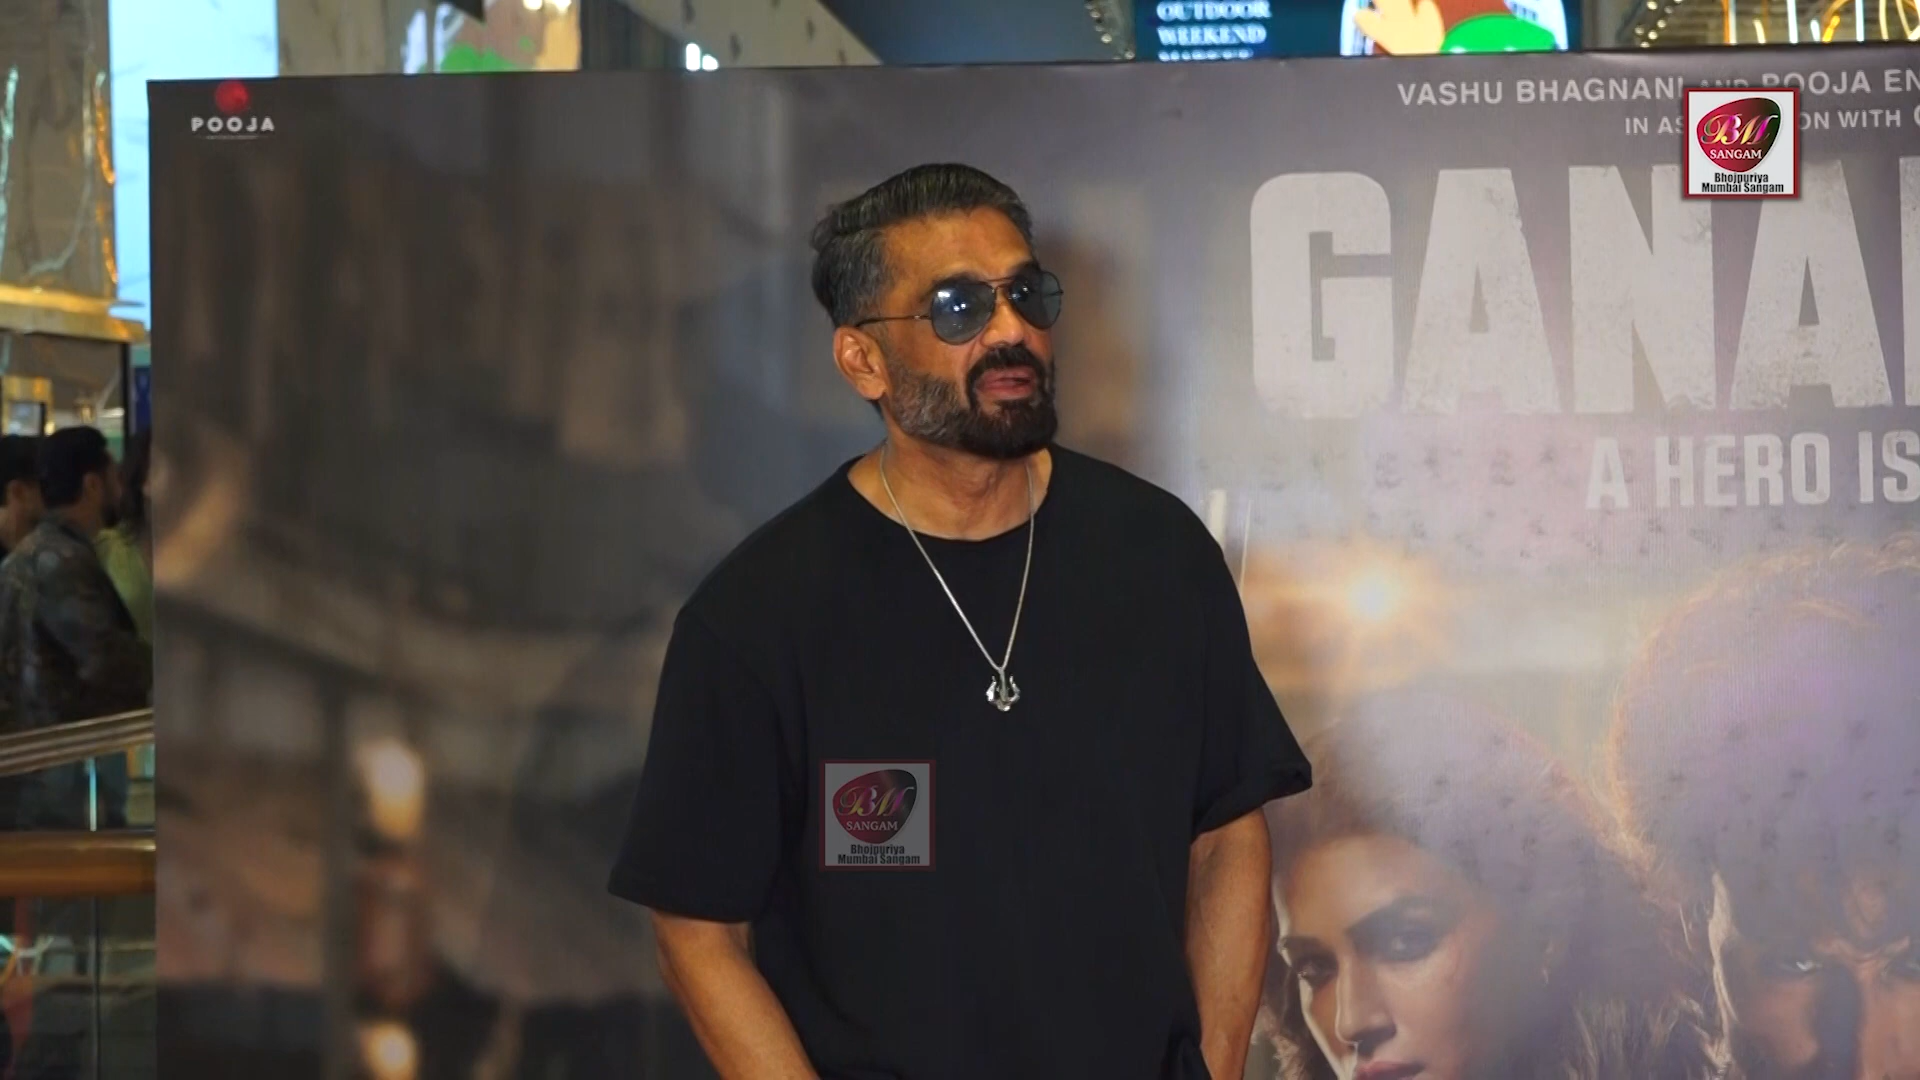 OUTDOOR
WEEKEND
POOJA
VASHU BHAGNANI AND POOJA EN
IN AS ON WITH
GANA
A HERO IS
BM
SANGAM
Bhojpuriya
Mumbai Sangam
BM
SANGAM
Bhojpuriya
Mumbai Sangam